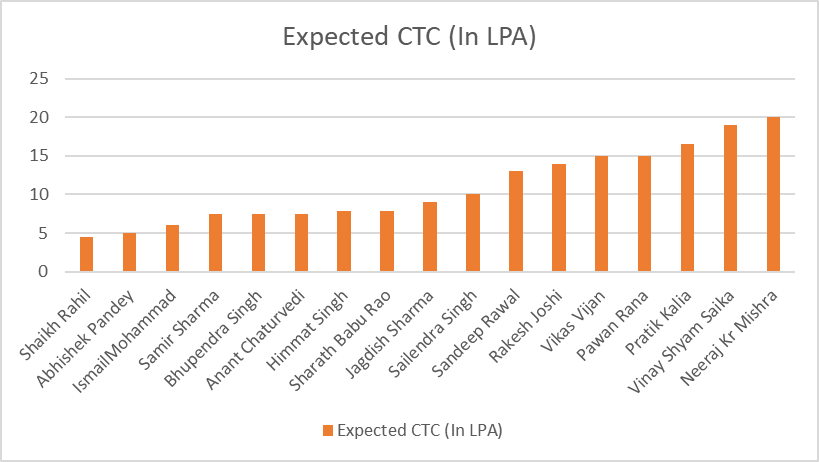 Expected CTC (In LPA)
25
20
15
10
5
0
Shaikh Rahil
Abhishek Pandey
IsmailMohammad
Samir Sharma
Bhupendra Singh
Anant Chaturvedi
Himmat Singh
Sharath Babu Rao
Jagdish Sharma
Sailendra Singh
Sandeep Rawal
Rakesh Joshi
Vikas Vijan
Pawan Rana
Pratik Kalia
Vinay Shyam Saika
Neeraj Kr Mishra
Expected CTC (In LPA)